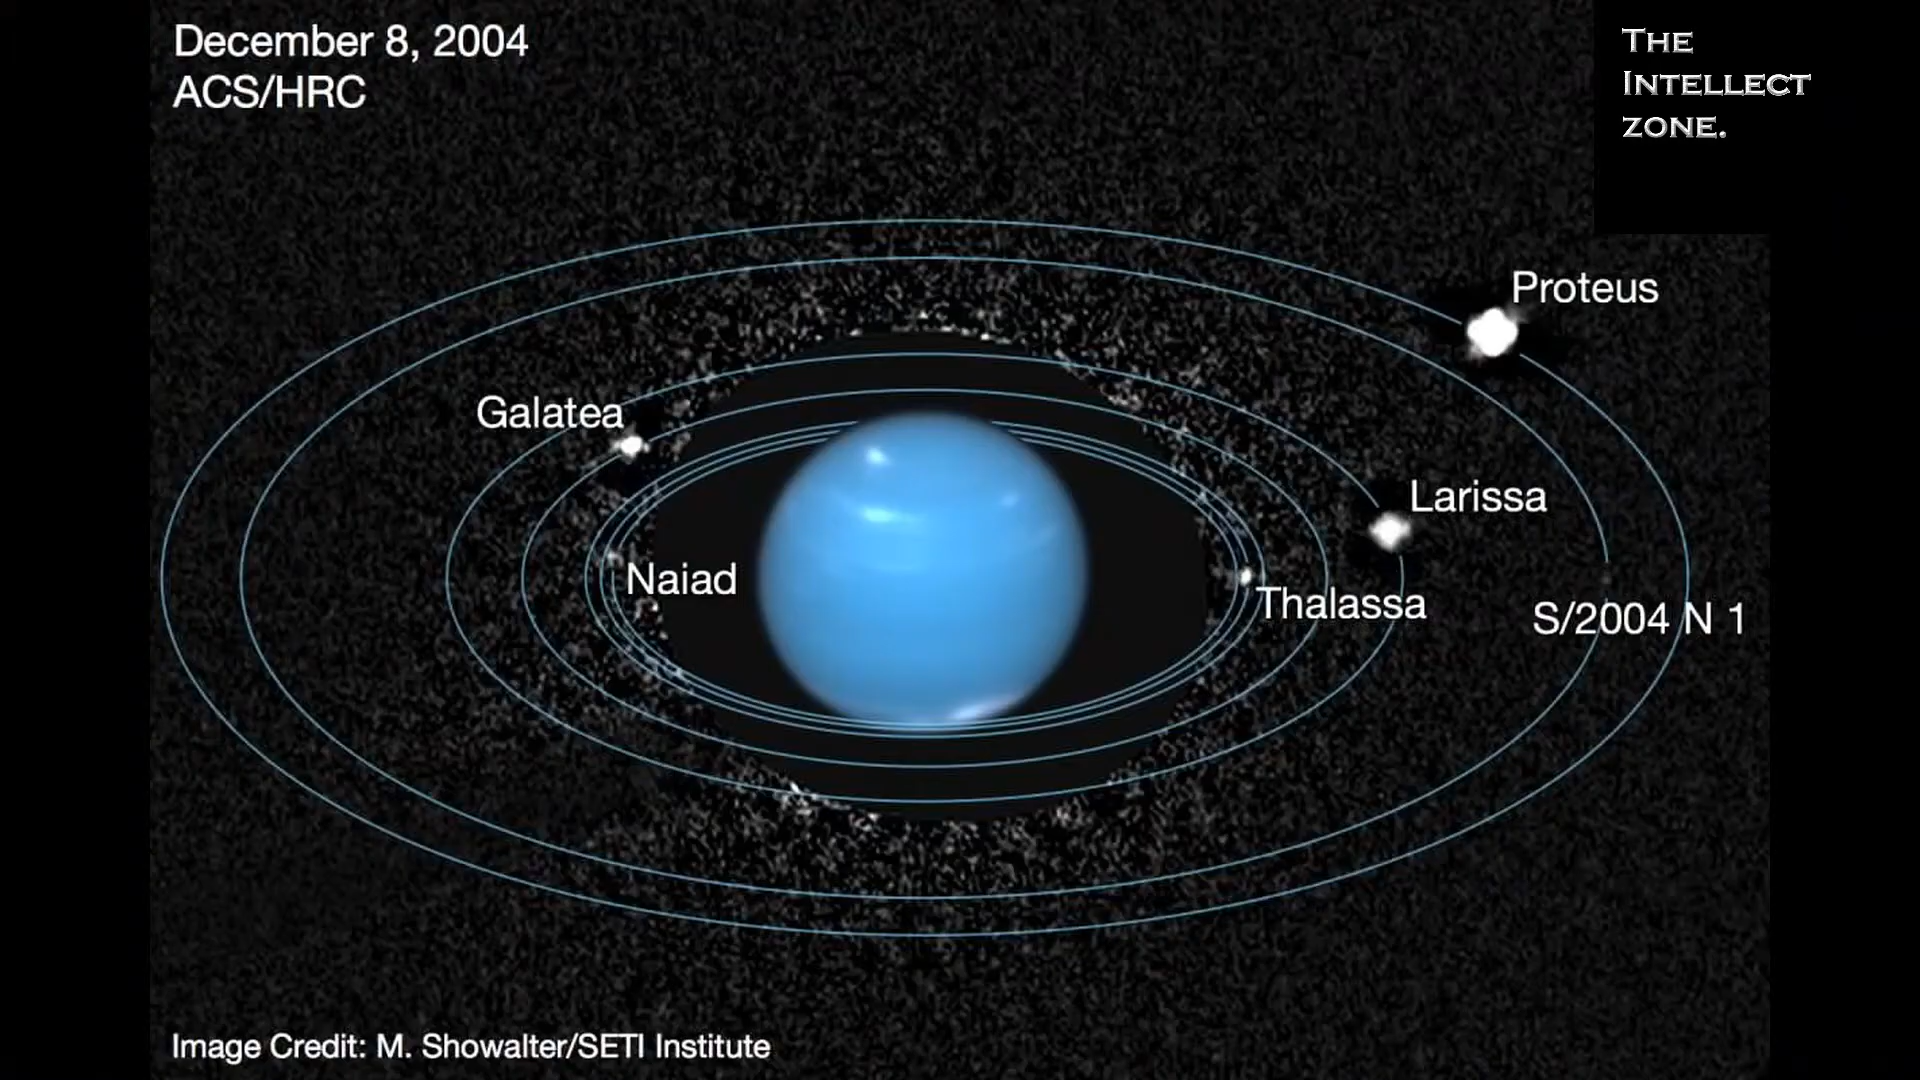 December 8, 2004
ACS/HRC
THE
INTELLECT
ZONE.
Proteus
Galatea
Larissa
Naiad
Thalassa
S/2004 N 1
Image Credit: M. Showalter/SETI Institute